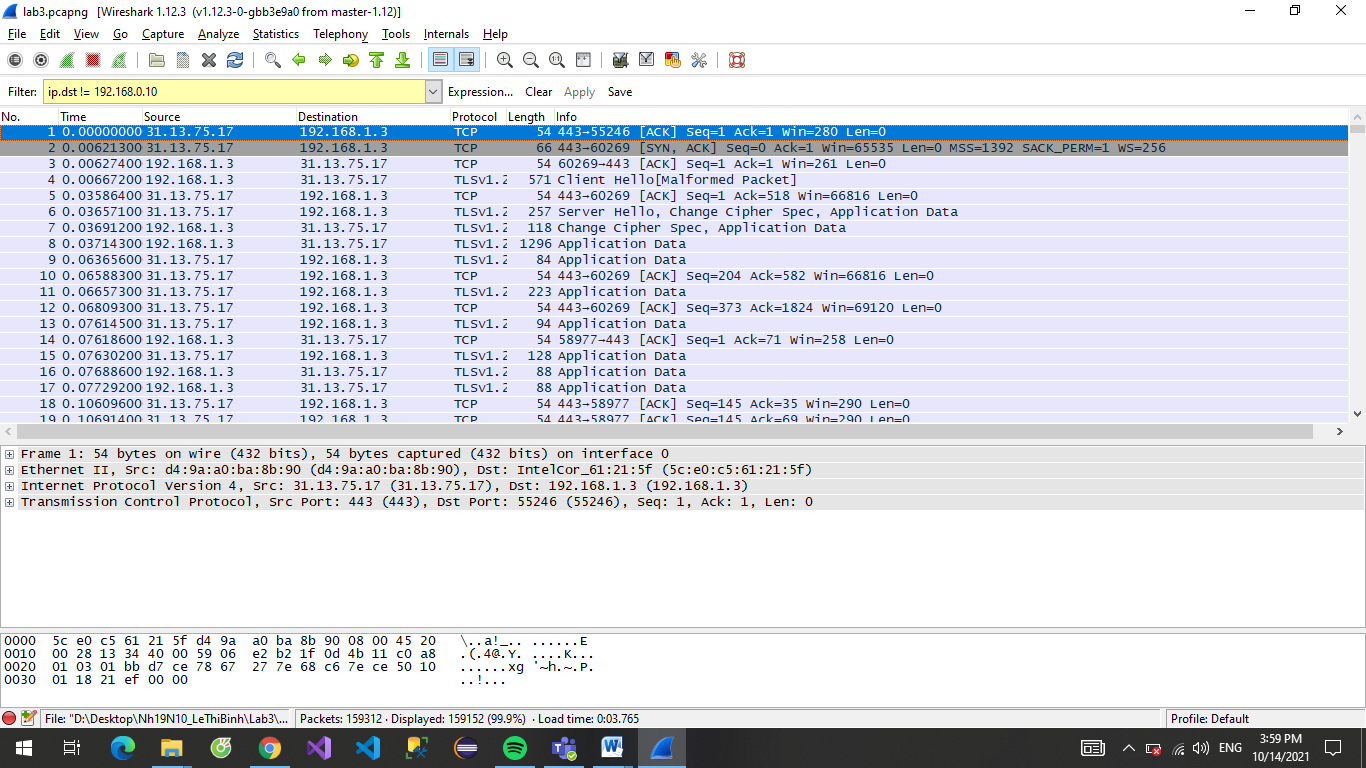 lab3.pcapng [Wireshark 1.12.3 (v1.12.3-0-gbb3e9a0 from master-1.12)]
File Edit View Go Capture Analyze Statistics Telephony Tools Internals Help
Filter: ip.dst != 192.168.0.10 Expression... Clear Apply Save
No. Time Source Destination Protocol Length Info
1 0.00000000 31.13.75.17 192.168.1.3 TCP 54 443→55246 [ACK] Seq=1 Ack=1 Win=280 Len=0
2 0.00621300 31.13.75.17 192.168.1.3 TCP 66 443→60269 [SYN, ACK] Seq=0 Ack=1 Win=65535 Len=0 MSS=1392 SACK_PERM=1 WS=256
3 0.00627400 192.168.1.3 31.13.75.17 TCP 54 60269→443 [ACK] Seq=1 Ack=1 Win=261 Len=0
4 0.00667200 192.168.1.3 31.13.75.17 TLSv1.2 571 Client Hello[Malformed Packet]
5 0.03586400 31.13.75.17 192.168.1.3 TCP 54 443→60269 [ACK] Seq=1 Ack=518 Win=66816 Len=0
6 0.03657100 31.13.75.17 192.168.1.3 TLSv1.2 257 Server Hello, Change Cipher Spec, Application Data
7 0.03691200 192.168.1.3 31.13.75.17 TLSv1.2 118 Change Cipher Spec, Application Data
8 0.03714300 192.168.1.3 31.13.75.17 TLSv1.2 1296 Application Data
9 0.06365600 31.13.75.17 192.168.1.3 TLSv1.2 84 Application Data
10 0.06588300 31.13.75.17 192.168.1.3 TCP 54 443→60269 [ACK] Seq=204 Ack=582 Win=66816 Len=0
11 0.06657300 31.13.75.17 192.168.1.3 TLSv1.2 223 Application Data
12 0.06809300 31.13.75.17 192.168.1.3 TCP 54 443→60269 [ACK] Seq=373 Ack=1824 Win=69120 Len=0
13 0.07614500 31.13.75.17 192.168.1.3 TLSv1.2 94 Application Data
14 0.07618600 192.168.1.3 31.13.75.17 TCP 54 58977→443 [ACK] Seq=1 Ack=71 Win=258 Len=0
15 0.07630200 31.13.75.17 192.168.1.3 TLSv1.2 128 Application Data
16 0.07688600 192.168.1.3 31.13.75.17 TLSv1.2 88 Application Data
17 0.07729200 192.168.1.3 31.13.75.17 TLSv1.2 88 Application Data
18 0.10609600 31.13.75.17 192.168.1.3 TCP 54 443→58977 [ACK] Seq=145 Ack=35 Win=290 Len=0
19 0.10691400 31.13.75.17 192.168.1.3 TCP 54 443→58977 [ACK] Seq=145 Ack=69 Win=290 Len=0
Frame 1: 54 bytes on wire (432 bits), 54 bytes captured (432 bits) on interface 0
Ethernet II, Src: d4:9a:a0:ba:8b:90 (d4:9a:a0:ba:8b:90), Dst: IntelCor_61:21:5f (5c:e0:c5:61:21:5f)
Internet Protocol Version 4, Src: 31.13.75.17 (31.13.75.17), Dst: 192.168.1.3 (192.168.1.3)
Transmission Control Protocol, Src Port: 443 (443), Dst Port: 55246 (55246), Seq: 1, Ack: 1, Len: 0
0000 5c e0 c5 61 21 5f d4 9a a0 ba 8b 90 08 00 45 20 \..a!_.. ......E
0010 00 28 13 34 40 00 59 06 e2 b2 1f 0d 4b 11 c0 a8 .(.4@.Y. ....K...
0020 01 03 01 bb d7 ce 78 67 27 7e 68 c6 7e ce 50 10 ......xg '~h.~.P.
0030 01 18 21 ef 00 00 ..!...
File: "D:\Desktop\Nh19N10_LeThiBinh\Lab3\... Packets: 159312 · Displayed: 159152 (99.9%) · Load time: 0:03.765 Profile: Default
ENG 3:59 PM
10/14/2021